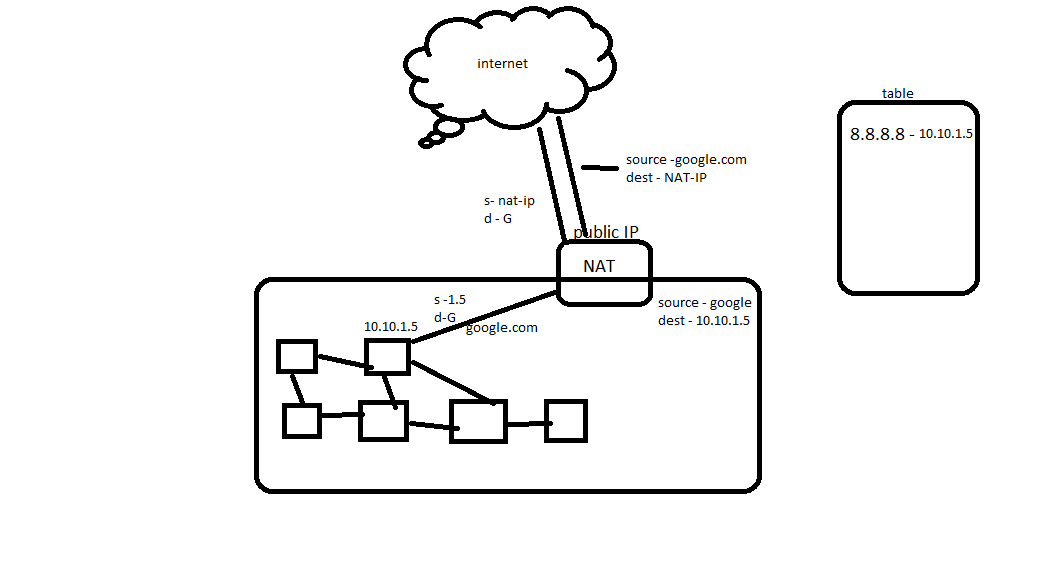 internet
table
8.8.8.8 - 10.10.1.5
source -google.com
dest - NAT-IP
s- nat-ip
d - G
public IP
NAT
s -1.5
d-G
google.com
source - google
dest - 10.10.1.5
10.10.1.5